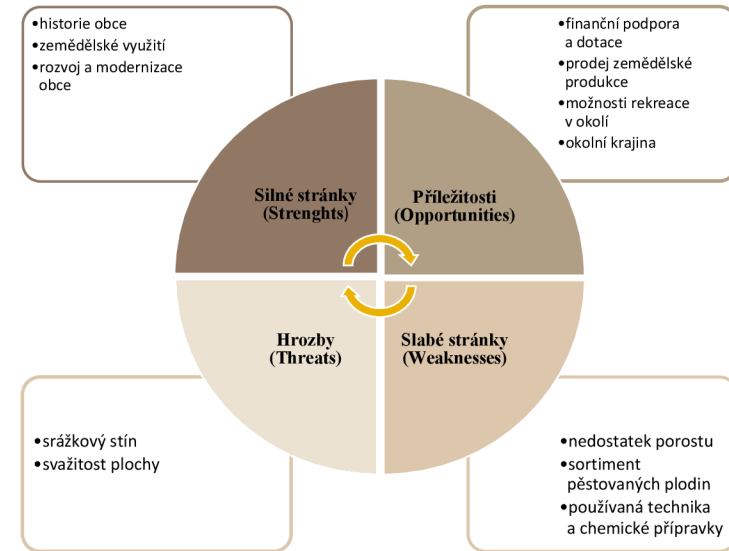 •historie obce
•zemědělské využití
•rozvoj a modernizace
obce
•finanční podpora
a dotace
•prodej zemědělské
produkce
•možnosti rekreace
v okolí
•okolní krajina
Silné stránky
(Strenghts)
Příležitosti
(Opportunities)
Hrozby
(Threats)
Slabé stránky
(Weaknesses)
•srážkový stín
•svažitost plochy
•nedostatek porostu
•sortiment
pěstovaných plodin
•používaná technika
a chemické přípravky